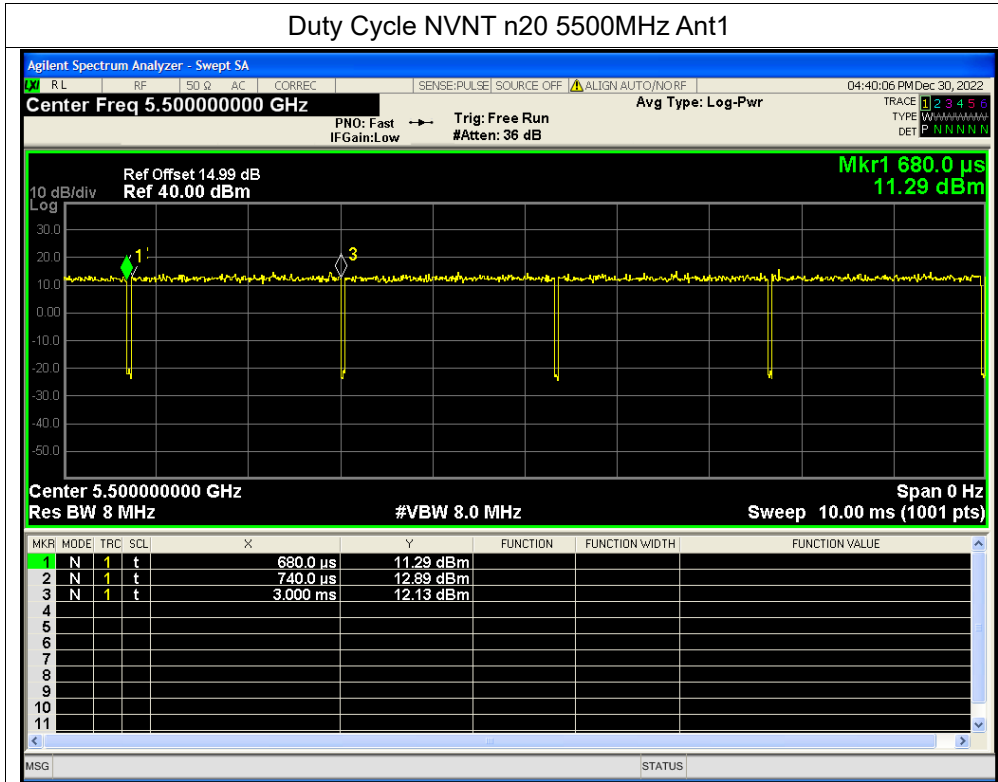 Duty Cycle NVNT n20 5500MHz Ant1
Agilent Spectrum Analyzer - Swept SA
LXI RL RF 50 Ω AC CORREC SENSE:PULSE SOURCE OFF ALIGN AUTO/NO RF 04:40:06 PM Dec 30, 2022
Center Freq 5.500000000 GHz Avg Type: Log-Pwr TRACE 1 2 3 4 5 6
PNO: Fast Trig: Free Run TYPE WWWWWW
IFGain:Low #Atten: 36 dB DET P N N N N N
Mkr1 680.0 µs
Ref Offset 14.99 dB
10 dB/div Ref 40.00 dBm 11.29 dBm
Log
30.0
20.0 1 3
10.0
0.00
-10.0
-20.0
-30.0
-40.0
-50.0
Center 5.500000000 GHz Span 0 Hz
Res BW 8 MHz #VBW 8.0 MHz Sweep 10.00 ms (1001 pts)
MKR MODE TRC SCL X Y FUNCTION FUNCTION WIDTH FUNCTION VALUE
1 N 1 t 680.0 µs 11.29 dBm
2 N 1 t 740.0 µs 12.89 dBm
3 N 1 t 3.000 ms 12.13 dBm
4
5
6
7
8
9
10
11
MSG STATUS